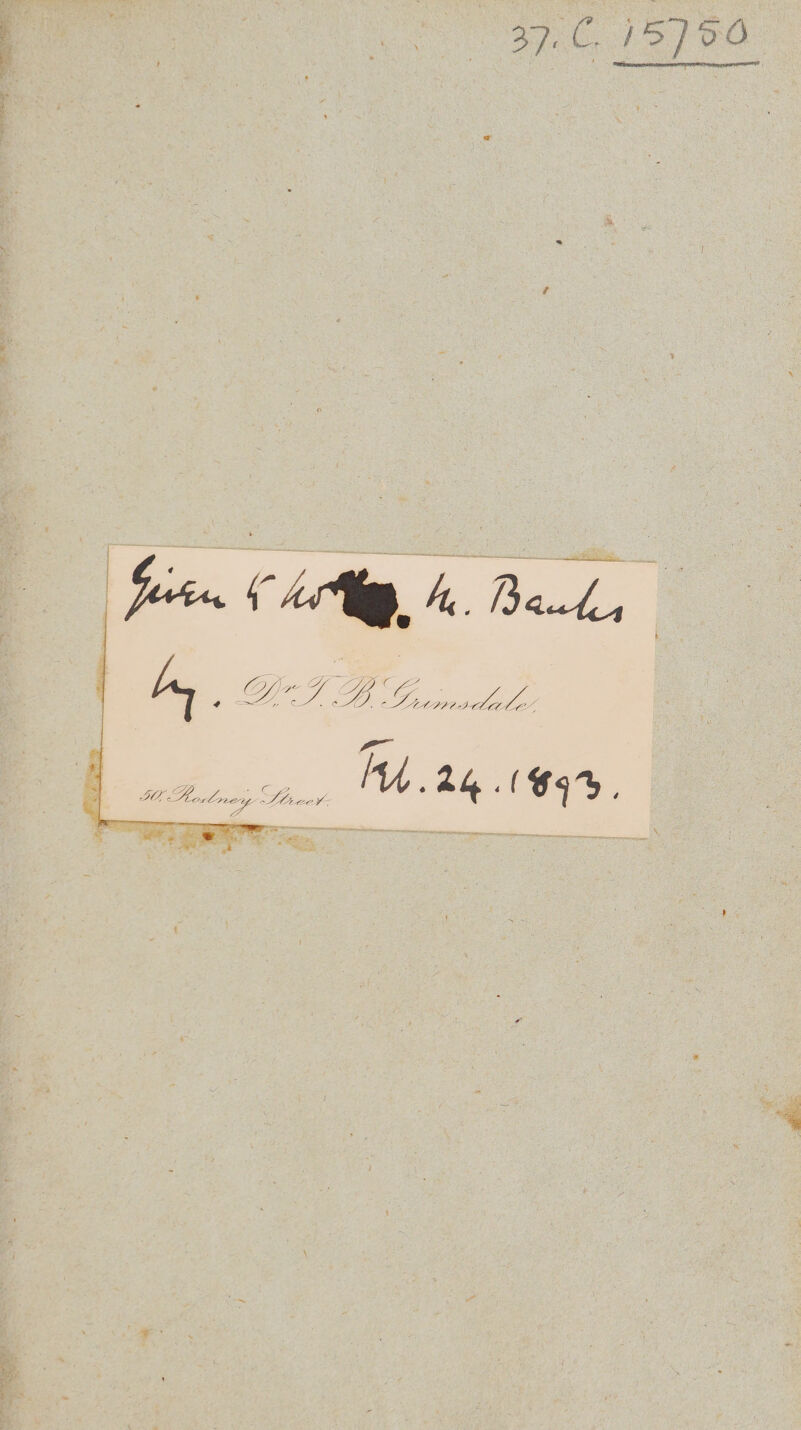 37. C. 15750
Given to M. Banks
by. Dr. T. B. Grimsdale.
Feb. 24. 1893.
50. Rodney Street.